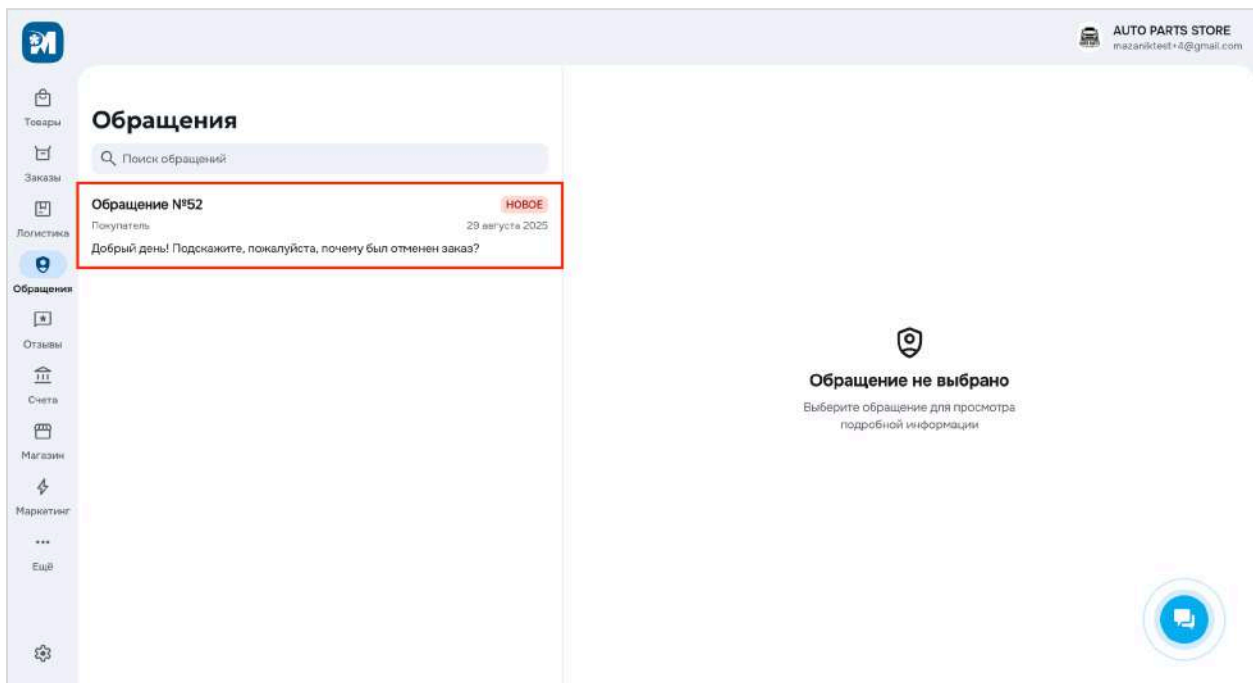 AUTO PARTS STORE
mazaniktest+4@gmail.com
Товары
Заказы
Логистика
Обращения
Отзывы
Счета
Магазин
Маркетинг
Ещё
Обращения
Поиск обращений
Обращение №52 НОВОЕ
Покупатель 29 августа 2025
Добрый день! Подскажите, пожалуйста, почему был отменен заказ?
Обращение не выбрано
Выберите обращение для просмотра
подробной информации